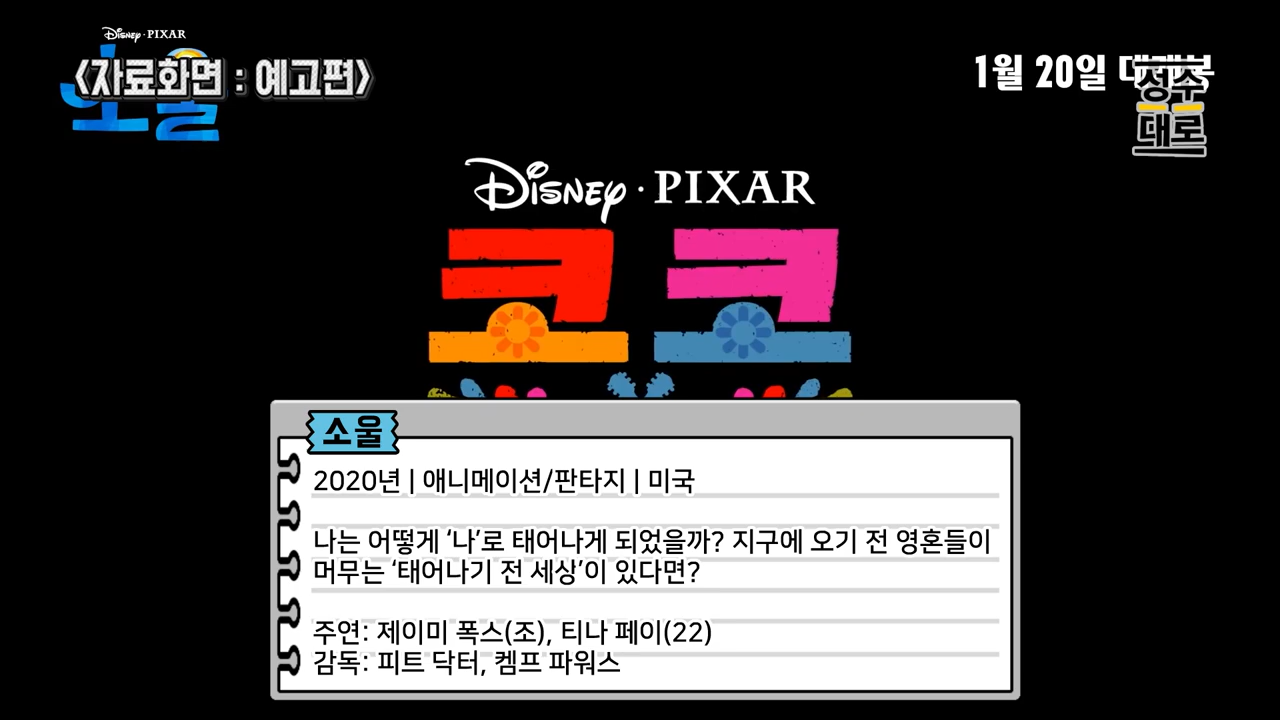 Disney·PIXAR
소울
<자료화면 : 예고편>
1월 20일 대개봉
정수
대로
Disney·PIXAR
코코
소울
2020년 | 애니메이션/판타지 | 미국
나는 어떻게 ‘나’로 태어나게 되었을까? 지구에 오기 전 영혼들이
머무는 ‘태어나기 전 세상’이 있다면?
주연: 제이미 폭스(조), 티나 페이(22)
감독: 피트 닥터, 켐프 파워스